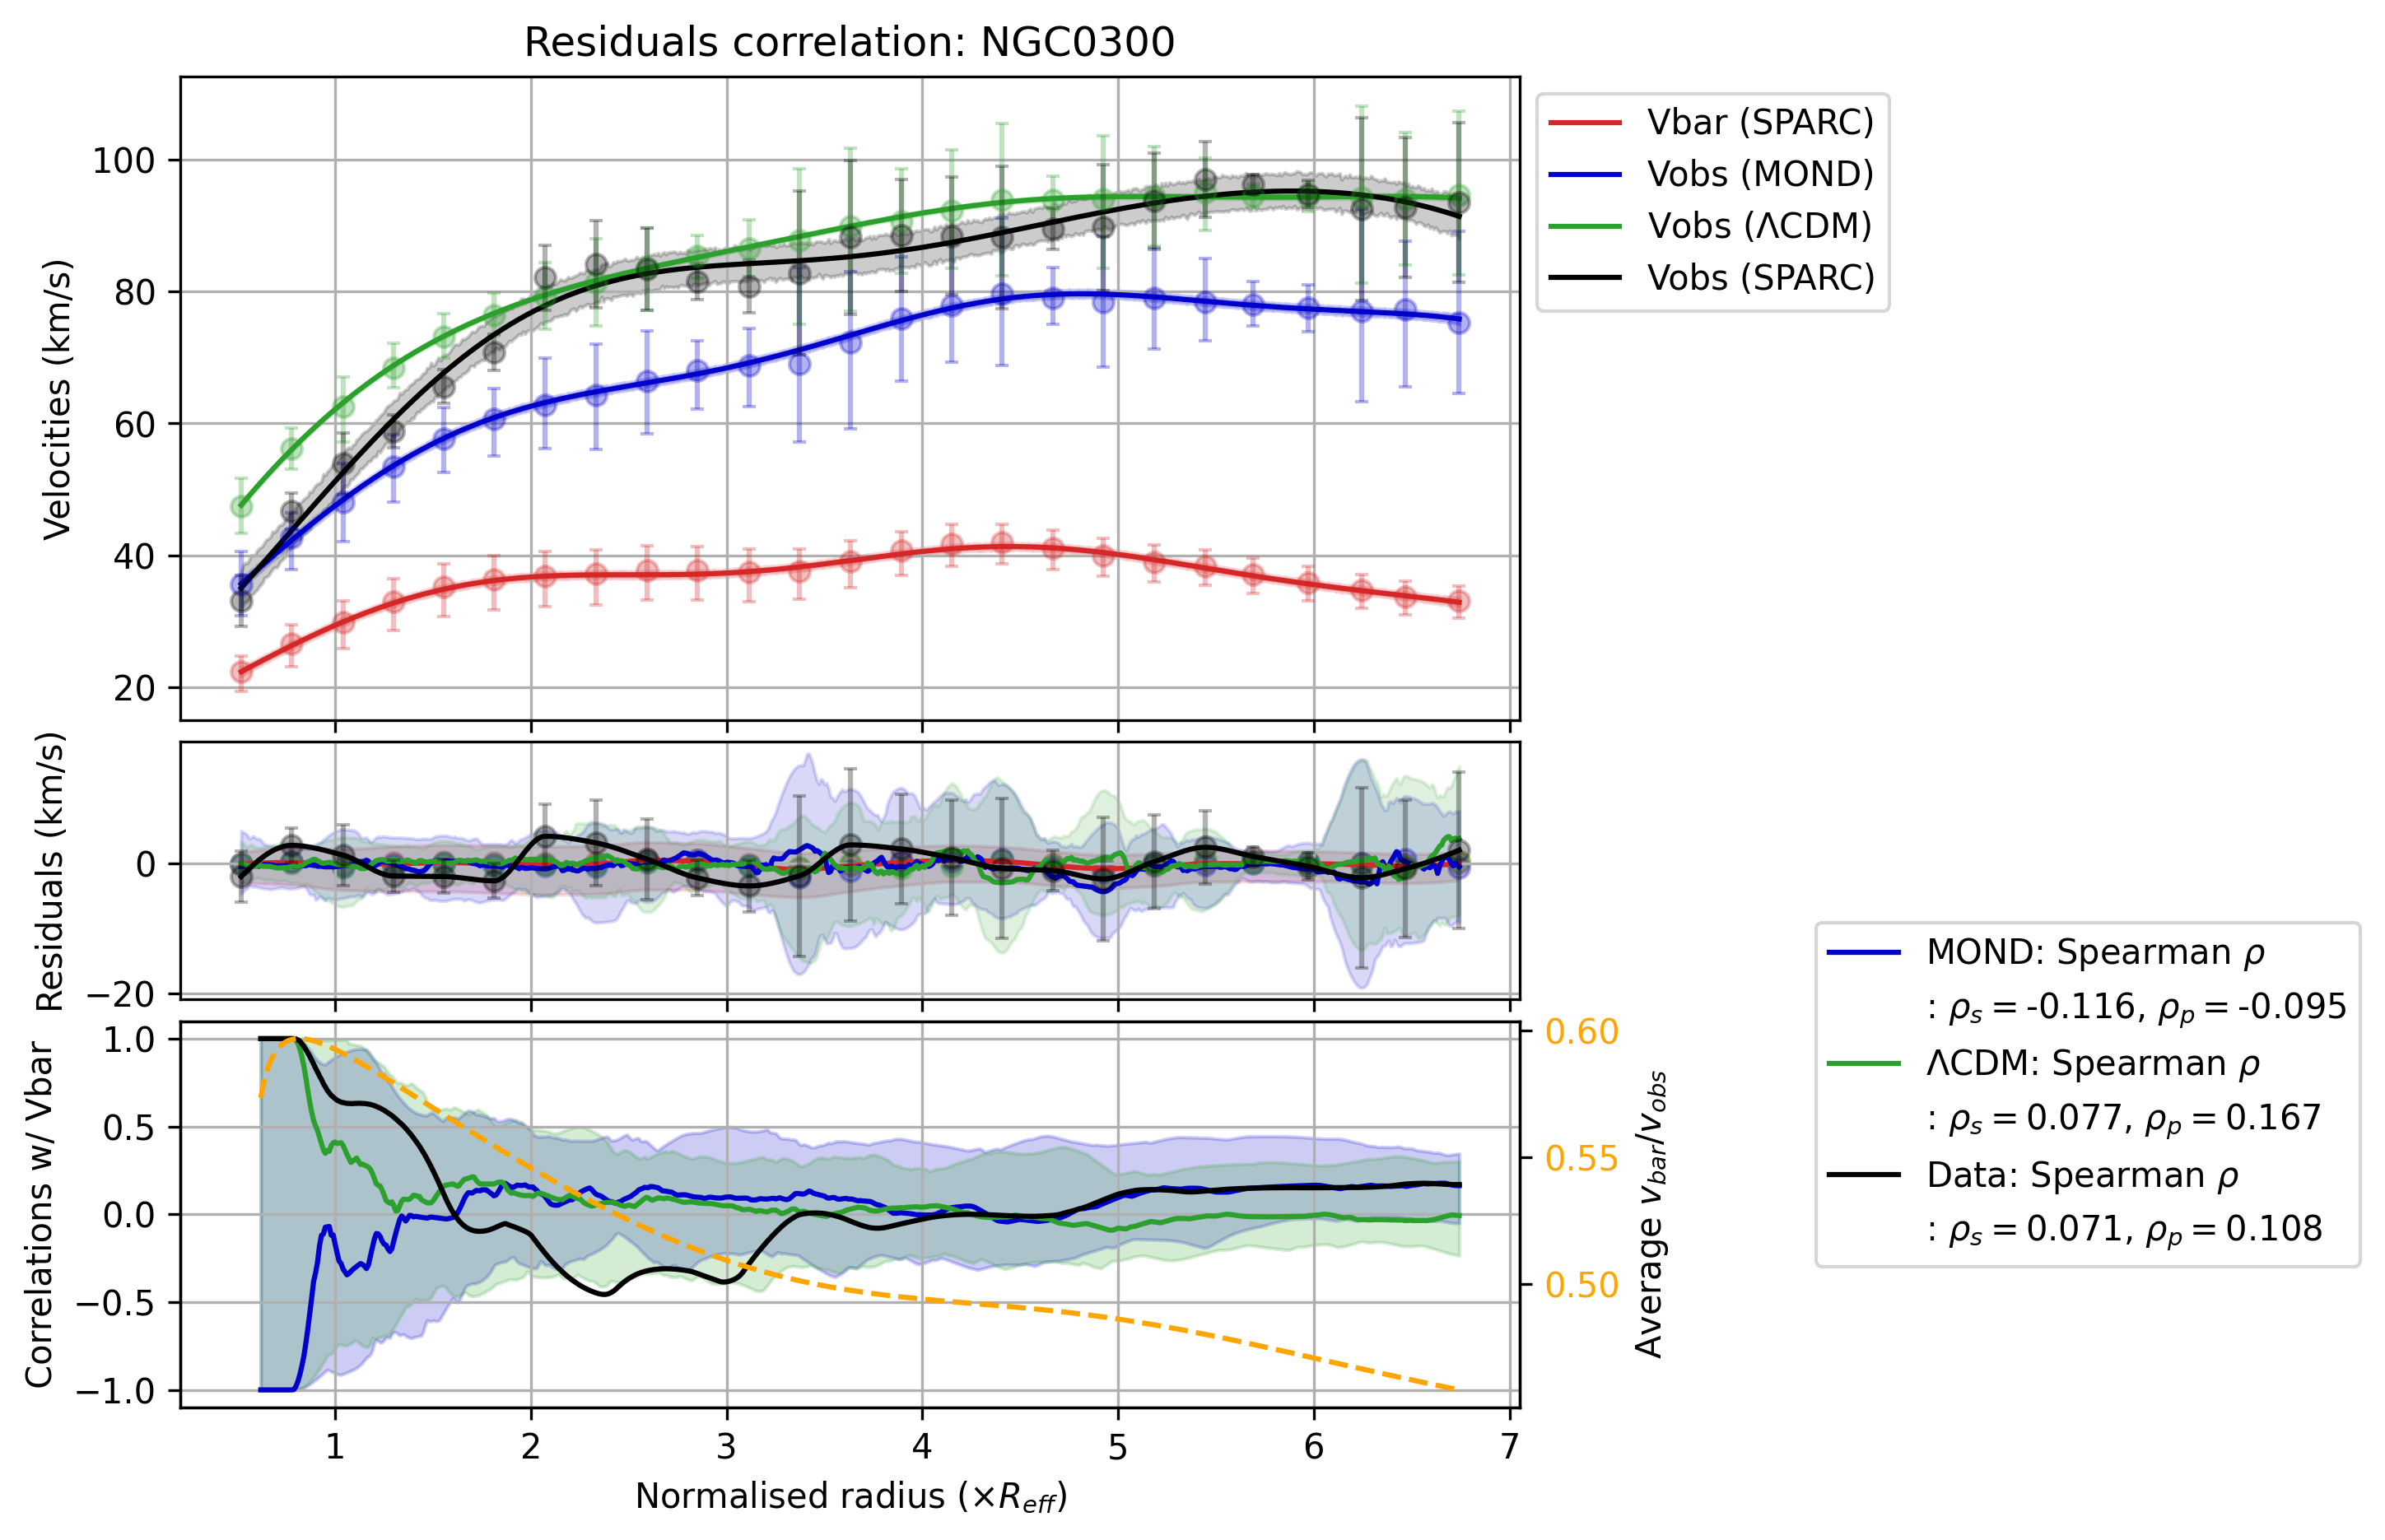 Residuals correlation: NGC0300
Velocities (km/s)
100
80
60
40
20
Vbar (SPARC)
Vobs (MOND)
Vobs (ΛCDM)
Vobs (SPARC)
Residuals (km/s)
0
−20
Correlations w/ Vbar
1.0
0.5
0.0
−0.5
−1.0
0.60
0.55
0.50
Average v_bar/v_obs
MOND: Spearman ρ
: ρ_s = -0.116, ρ_p = -0.095
ΛCDM: Spearman ρ
: ρ_s = 0.077, ρ_p = 0.167
Data: Spearman ρ
: ρ_s = 0.071, ρ_p = 0.108
1 2 3 4 5 6 7
Normalised radius (×R_eff)